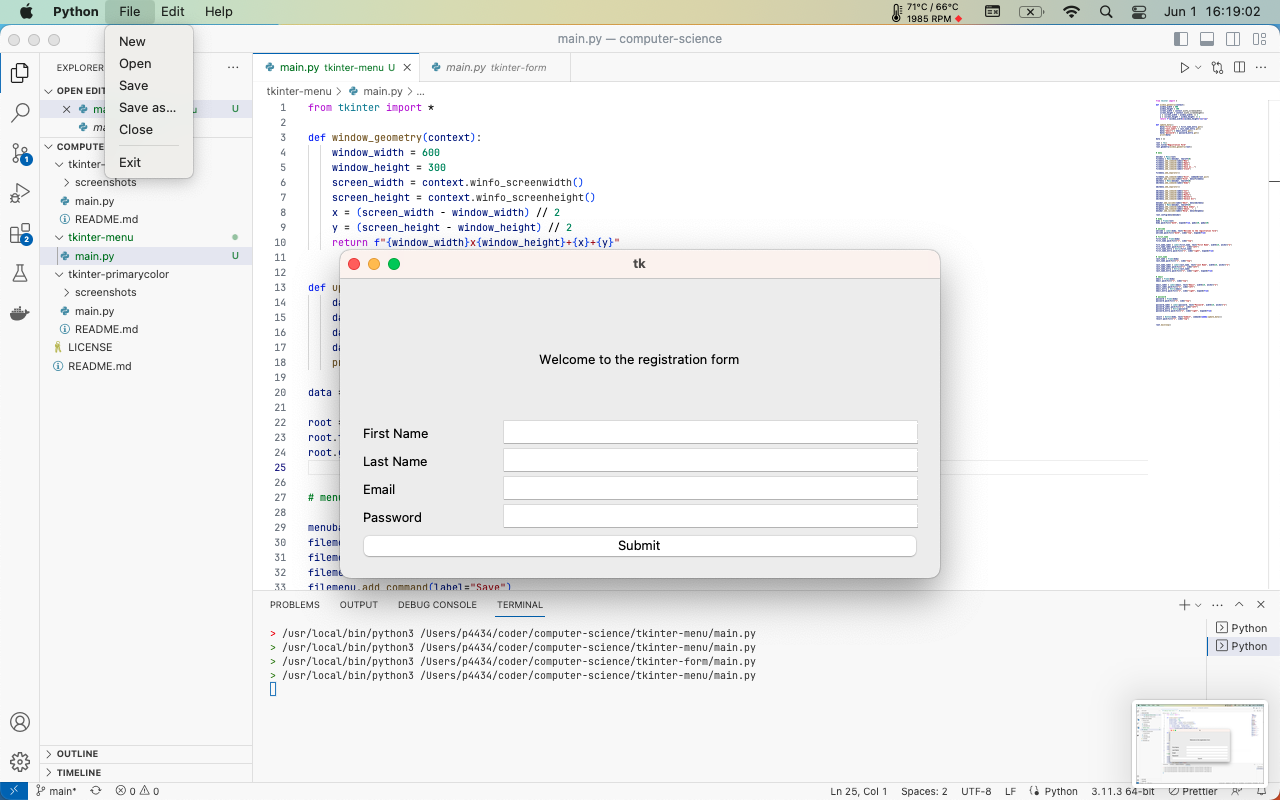 Python File Edit Help
71°C / 66°C
1985 RPM
Jun 1 16:19:02
main.py — computer-science
New
Open
Save
Save as...
Close
Exit
EXPLORER
main.py tkinter-menu U
main.py tkinter-form
OPEN EDIT
U
COMPUTE
screenshots
main.py
README.md
tkinter-menu
main.py U
tkinter-primarycolor
screenshots
main.py
README.md
LICENSE
README.md
OUTLINE
TIMELINE
tkinter-menu > main.py > ...
1 from tkinter import *
2
3 def window_geometry(context):
4 window_width = 600
5 window_height = 300
6 screen_width = context.winfo_screenwidth()
7 screen_height = context.winfo_screenheight()
8 x = (screen_width - window_width) // 2
9 y = (screen_height - window_height) // 2
10 return f"{window_width}x{window_height}+{x}+{y}"
11
12
13 def u
14 da
15 da
16 da
17 da
18 pr
19
20 data =
21
22 root =
23 root.
24 root.
25
26
27 # menu
28
29 menuba
30 fileme
31 fileme
32 fileme
33 filemenu.add_command(label="Save")
tk
Welcome to the registration form
First Name
Last Name
Email
Password
Submit
PROBLEMS OUTPUT DEBUG CONSOLE TERMINAL
> /usr/local/bin/python3 /Users/p4434/coder/computer-science/tkinter-menu/main.py
> /usr/local/bin/python3 /Users/p4434/coder/computer-science/tkinter-menu/main.py
> /usr/local/bin/python3 /Users/p4434/coder/computer-science/tkinter-form/main.py
> /usr/local/bin/python3 /Users/p4434/coder/computer-science/tkinter-menu/main.py
Python
Python
1
2
main* 0 0
Ln 25, Col 1 Spaces: 2 UTF-8 LF Python 3.11.3 64-bit Prettier